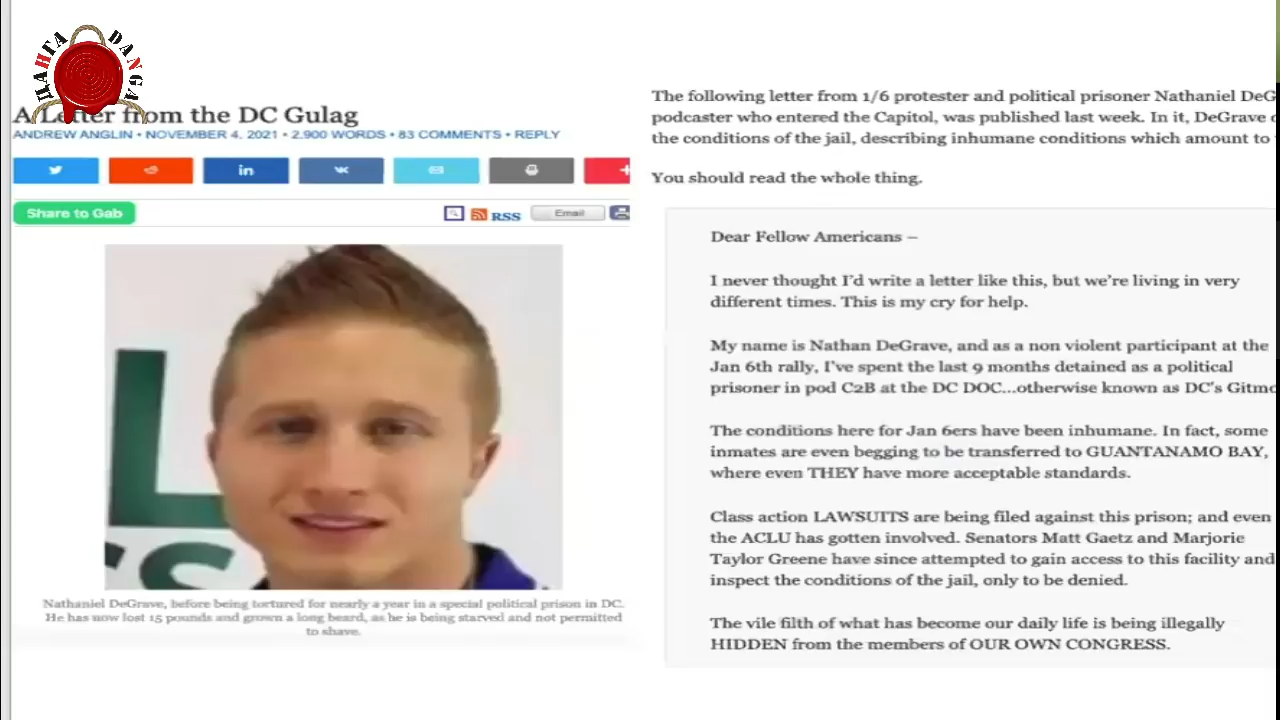 ПАНГА DANGA
A Letter from the DC Gulag
ANDREW ANGLIN • NOVEMBER 4, 2021 • 2,900 WORDS • 83 COMMENTS • REPLY
in
Share to Gab
RSS
Email
L
Nathaniel DeGrave, before being tortured for nearly a year in a special political prison in DC.
He has now lost 15 pounds and grown a long beard, as he is being starved and not permitted
to shave.
The following letter from 1/6 protester and political prisoner Nathaniel DeG
podcaster who entered the Capitol, was published last week. In it, DeGrave
the conditions of the jail, describing inhumane conditions which amount to
You should read the whole thing.
Dear Fellow Americans –
I never thought I'd write a letter like this, but we're living in very
different times. This is my cry for help.
My name is Nathan DeGrave, and as a non violent participant at the
Jan 6th rally, I've spent the last 9 months detained as a political
prisoner in pod C2B at the DC DOC...otherwise known as DC's Gitmo
The conditions here for Jan 6ers have been inhumane. In fact, some
inmates are even begging to be transferred to GUANTANAMO BAY,
where even THEY have more acceptable standards.
Class action LAWSUITS are being filed against this prison; and even
the ACLU has gotten involved. Senators Matt Gaetz and Marjorie
Taylor Greene have since attempted to gain access to this facility and
inspect the conditions of the jail, only to be denied.
The vile filth of what has become our daily life is being illegally
HIDDEN from the members of OUR OWN CONGRESS.